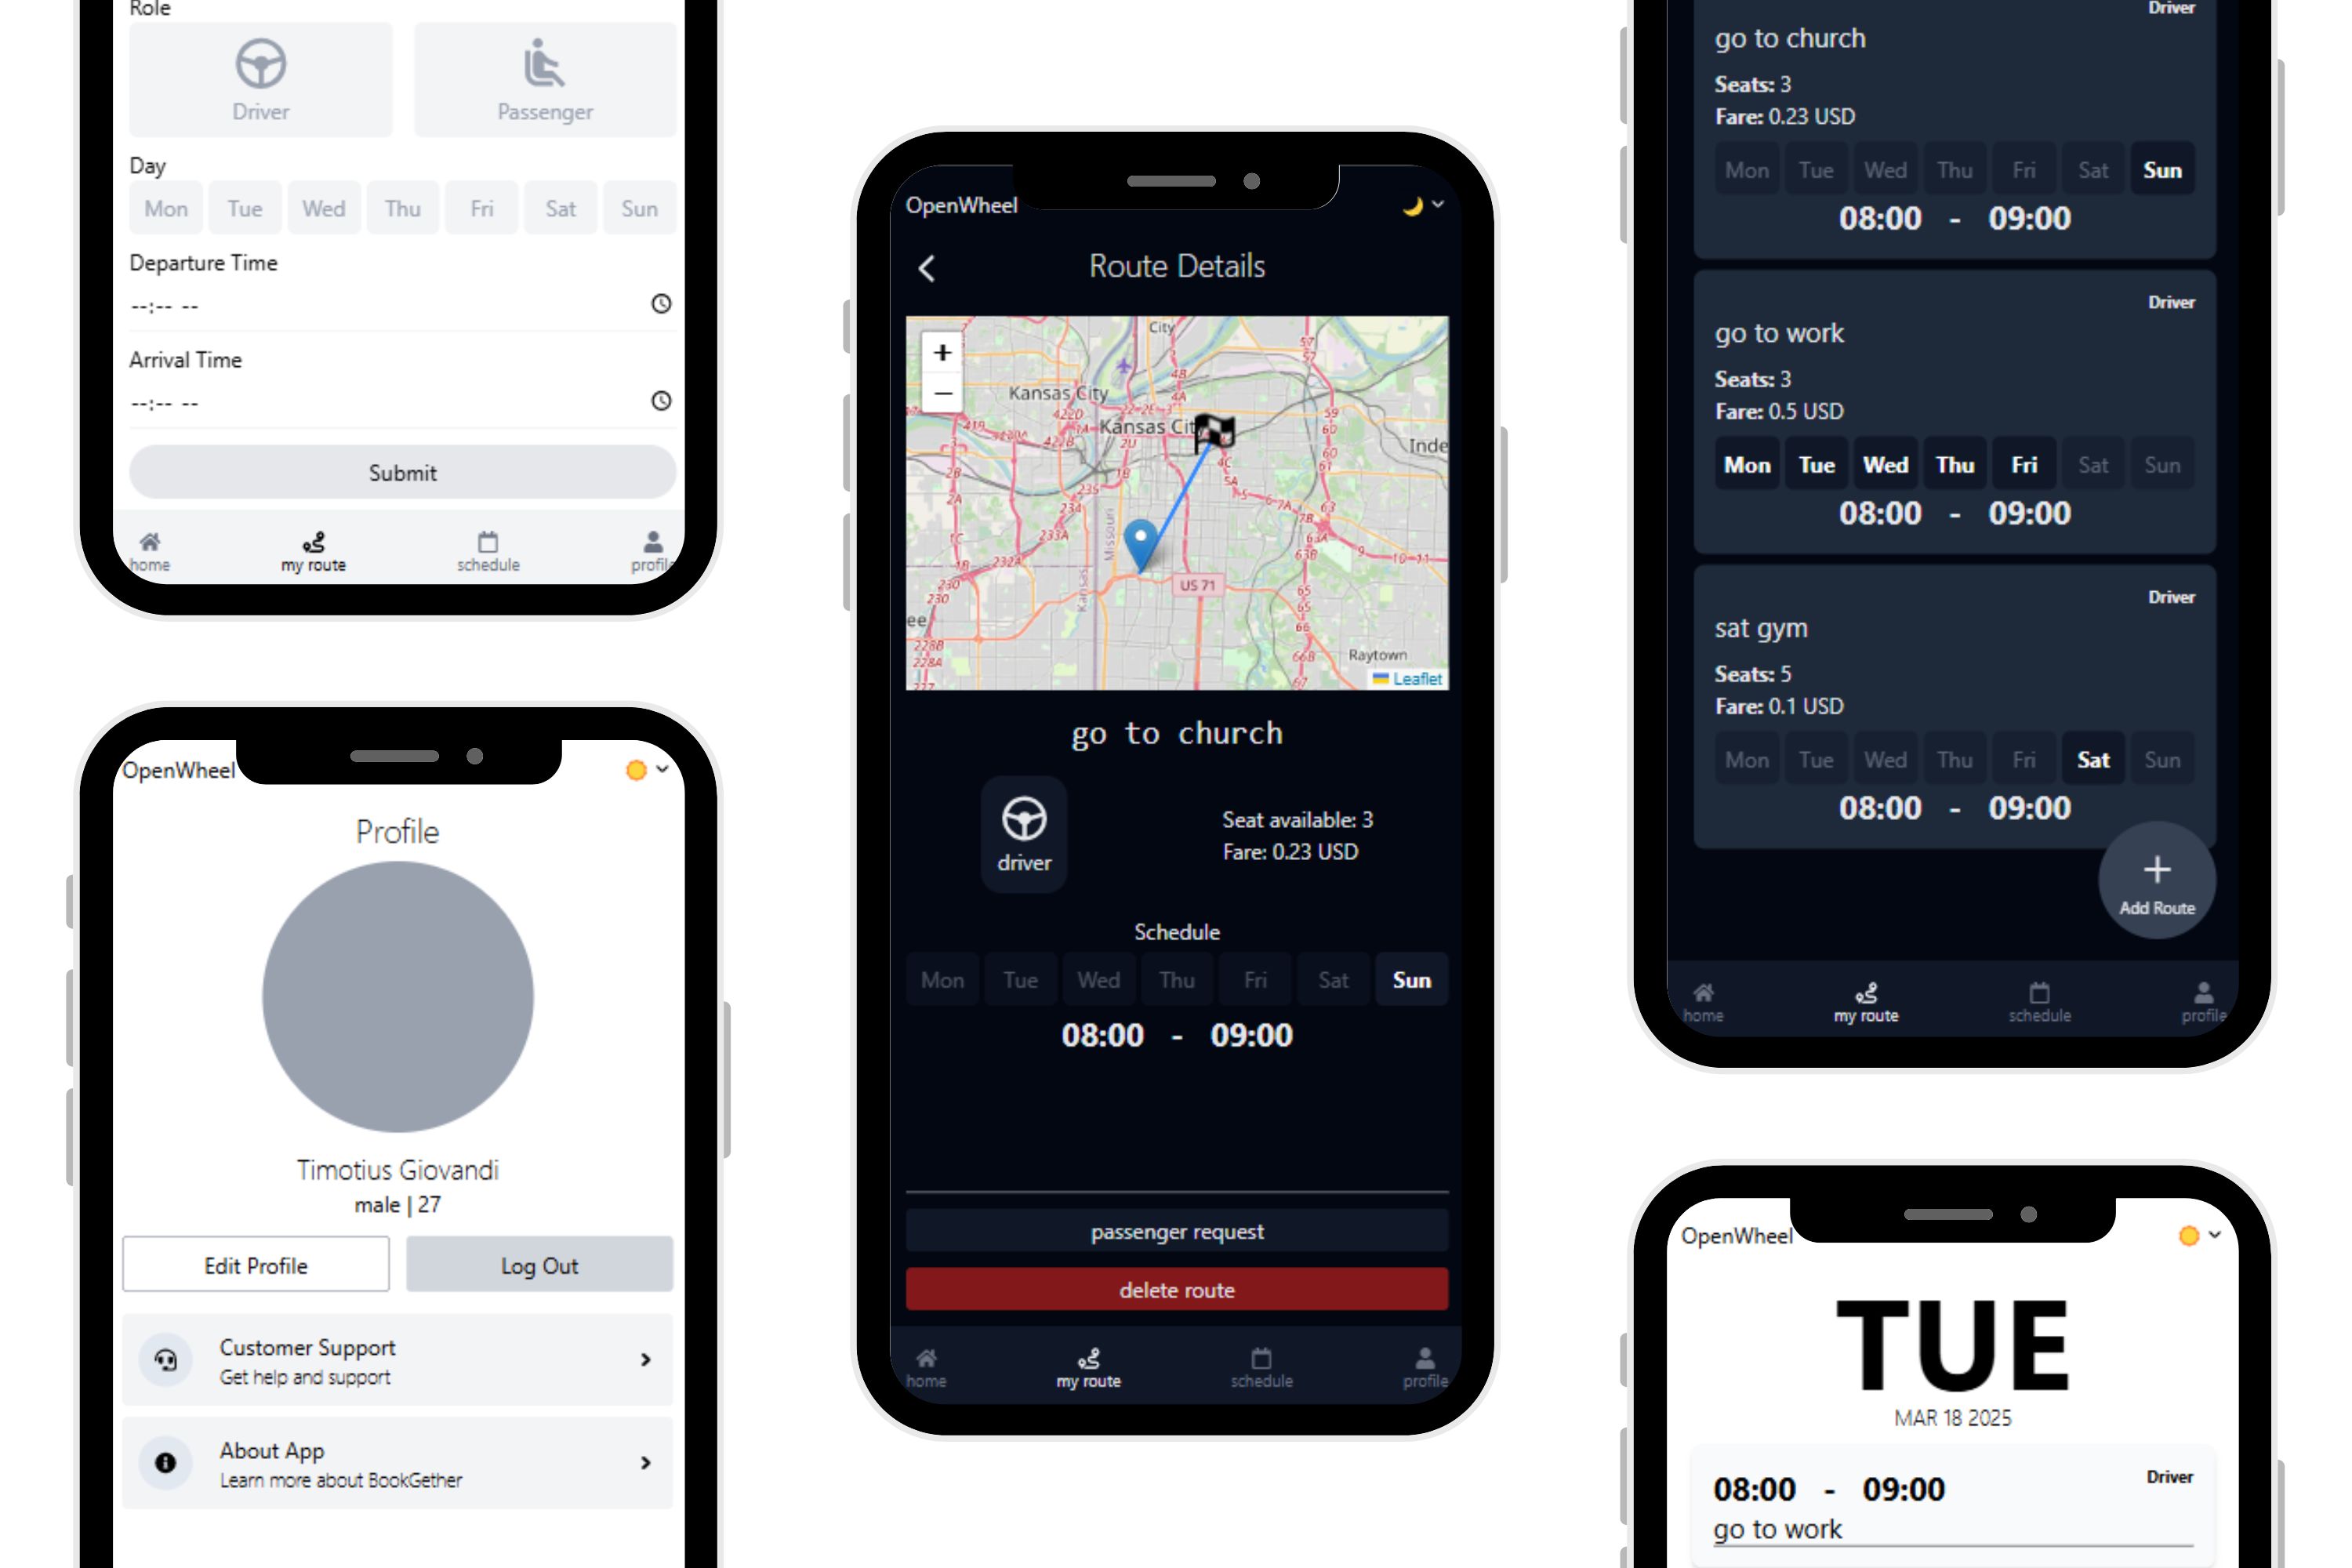 Role
Driver Passenger
Day
Mon Tue Wed Thu Fri Sat Sun
Departure Time
--:-- --
Arrival Time
--:-- --
Submit
home my route schedule profile
OpenWheel
Profile
Timotius Giovandi
male | 27
Edit Profile Log Out
Customer Support
Get help and support
About App
Learn more about BookGether
OpenWheel
Route Details
+
−
City
Kansas City
Kansas City
Inde
Missouri
Kansas
US 71
ee
Raytown
Leaflet
go to church
driver
Seat available: 3
Fare: 0.23 USD
Schedule
Mon Tue Wed Thu Fri Sat Sun
08:00 - 09:00
passenger request
delete route
home my route schedule profile
Driver
go to church
Seats: 3
Fare: 0.23 USD
Mon Tue Wed Thu Fri Sat Sun
08:00 - 09:00
Driver
go to work
Seats: 3
Fare: 0.5 USD
Mon Tue Wed Thu Fri Sat Sun
08:00 - 09:00
Driver
sat gym
Seats: 5
Fare: 0.1 USD
Mon Tue Wed Thu Fri Sat Sun
08:00 - 09:00
+
Add Route
home my route schedule profile
OpenWheel
TUE
MAR 18 2025
08:00 - 09:00 Driver
go to work